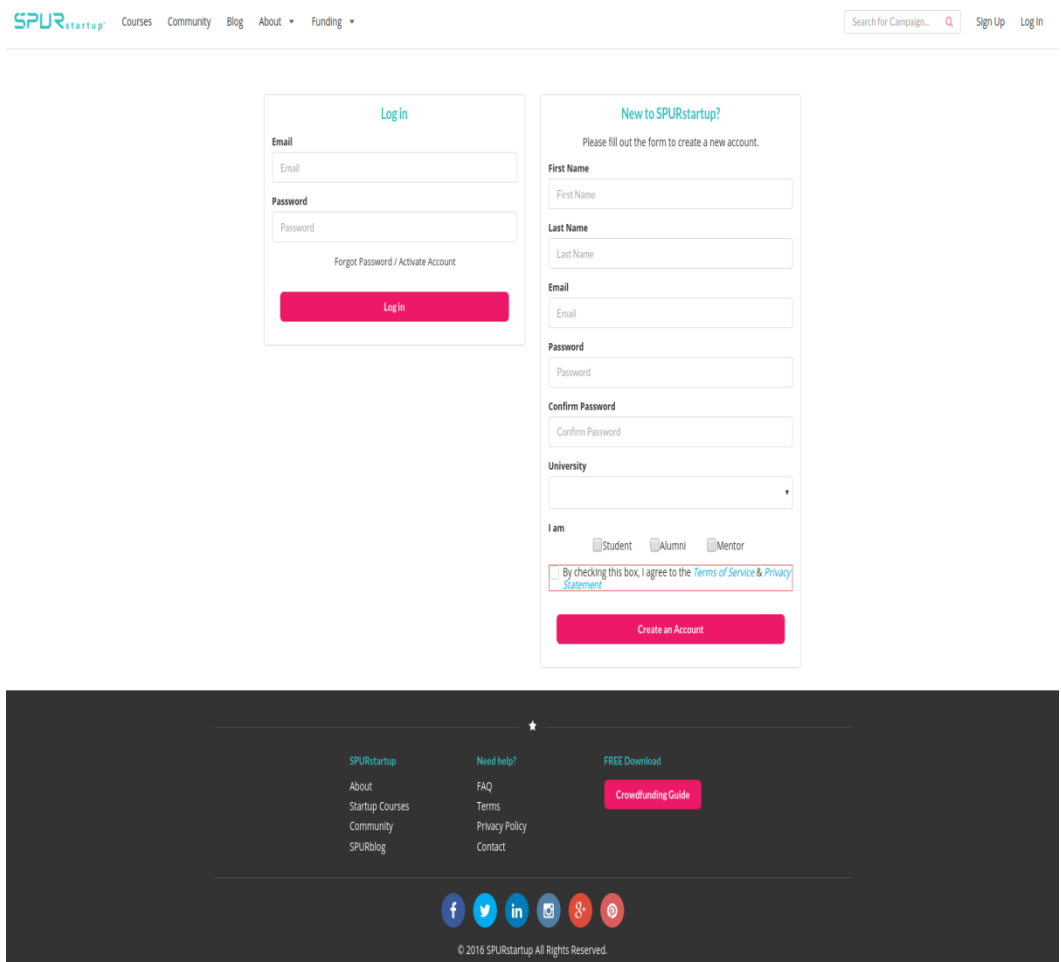 SPURstartup Courses Community Blog About Funding Search for Campaign... Sign Up Log In
Log in
Email
Email
Password
Password
Forgot Password / Activate Account
Log in
New to SPURstartup?
Please fill out the form to create a new account.
First Name
First Name
Last Name
Last Name
Email
Email
Password
Password
Confirm Password
Confirm Password
University
I am
Student Alumni Mentor
By checking this box, I agree to the Terms of Service & Privacy
Statement
Create an Account
SPURstartup
About
Startup Courses
Community
SPURblog
Need help?
FAQ
Terms
Privacy Policy
Contact
FREE Download
Crowdfunding Guide
© 2016 SPURstartup All Rights Reserved.